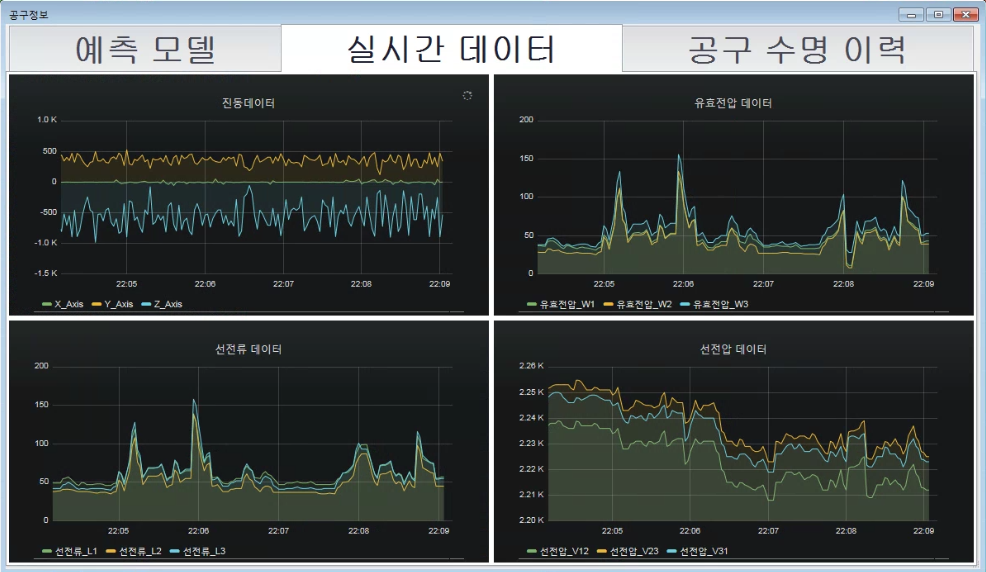 공구정보
예측 모델 실시간 데이터 공구 수명 이력
진동데이터
1.0 K
500
0
-500
-1.0 K
-1.5 K
22:05 22:06 22:07 22:08 22:09
X_Axis Y_Axis Z_Axis
유효전압 데이터
200
150
100
50
0
22:05 22:06 22:07 22:08 22:09
유효전압_W1 유효전압_W2 유효전압_W3
선전류 데이터
200
150
100
50
0
22:05 22:06 22:07 22:08 22:09
선전류_L1 선전류_L2 선전류_L3
선전압 데이터
2.26 K
2.25 K
2.24 K
2.23 K
2.22 K
2.21 K
2.20 K
22:05 22:06 22:07 22:08 22:09
선전압_V12 선전압_V23 선전압_V31